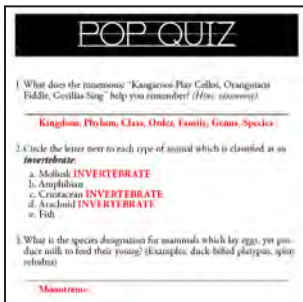 POP QUIZ
1. What does the mnemonic "Kangaroos Play Cellos, Orangutans
Fiddle, Gorillas Sing" help you remember? (Hint: taxonomy)
Kingdom, Phylum, Class, Order, Family, Genus, Species
2. Circle the letter next to each type of animal which is classified as an
invertebrate.
a. Mollusk INVERTEBRATE
b. Amphibian
c. Crustacean INVERTEBRATE
d. Arachnid INVERTEBRATE
e. Fish
3. What is the species designation for mammals which lay eggs, yet pro-
duce milk to feed their young? (Examples: duck-billed platypus, spiny
echidna)
Monotreme